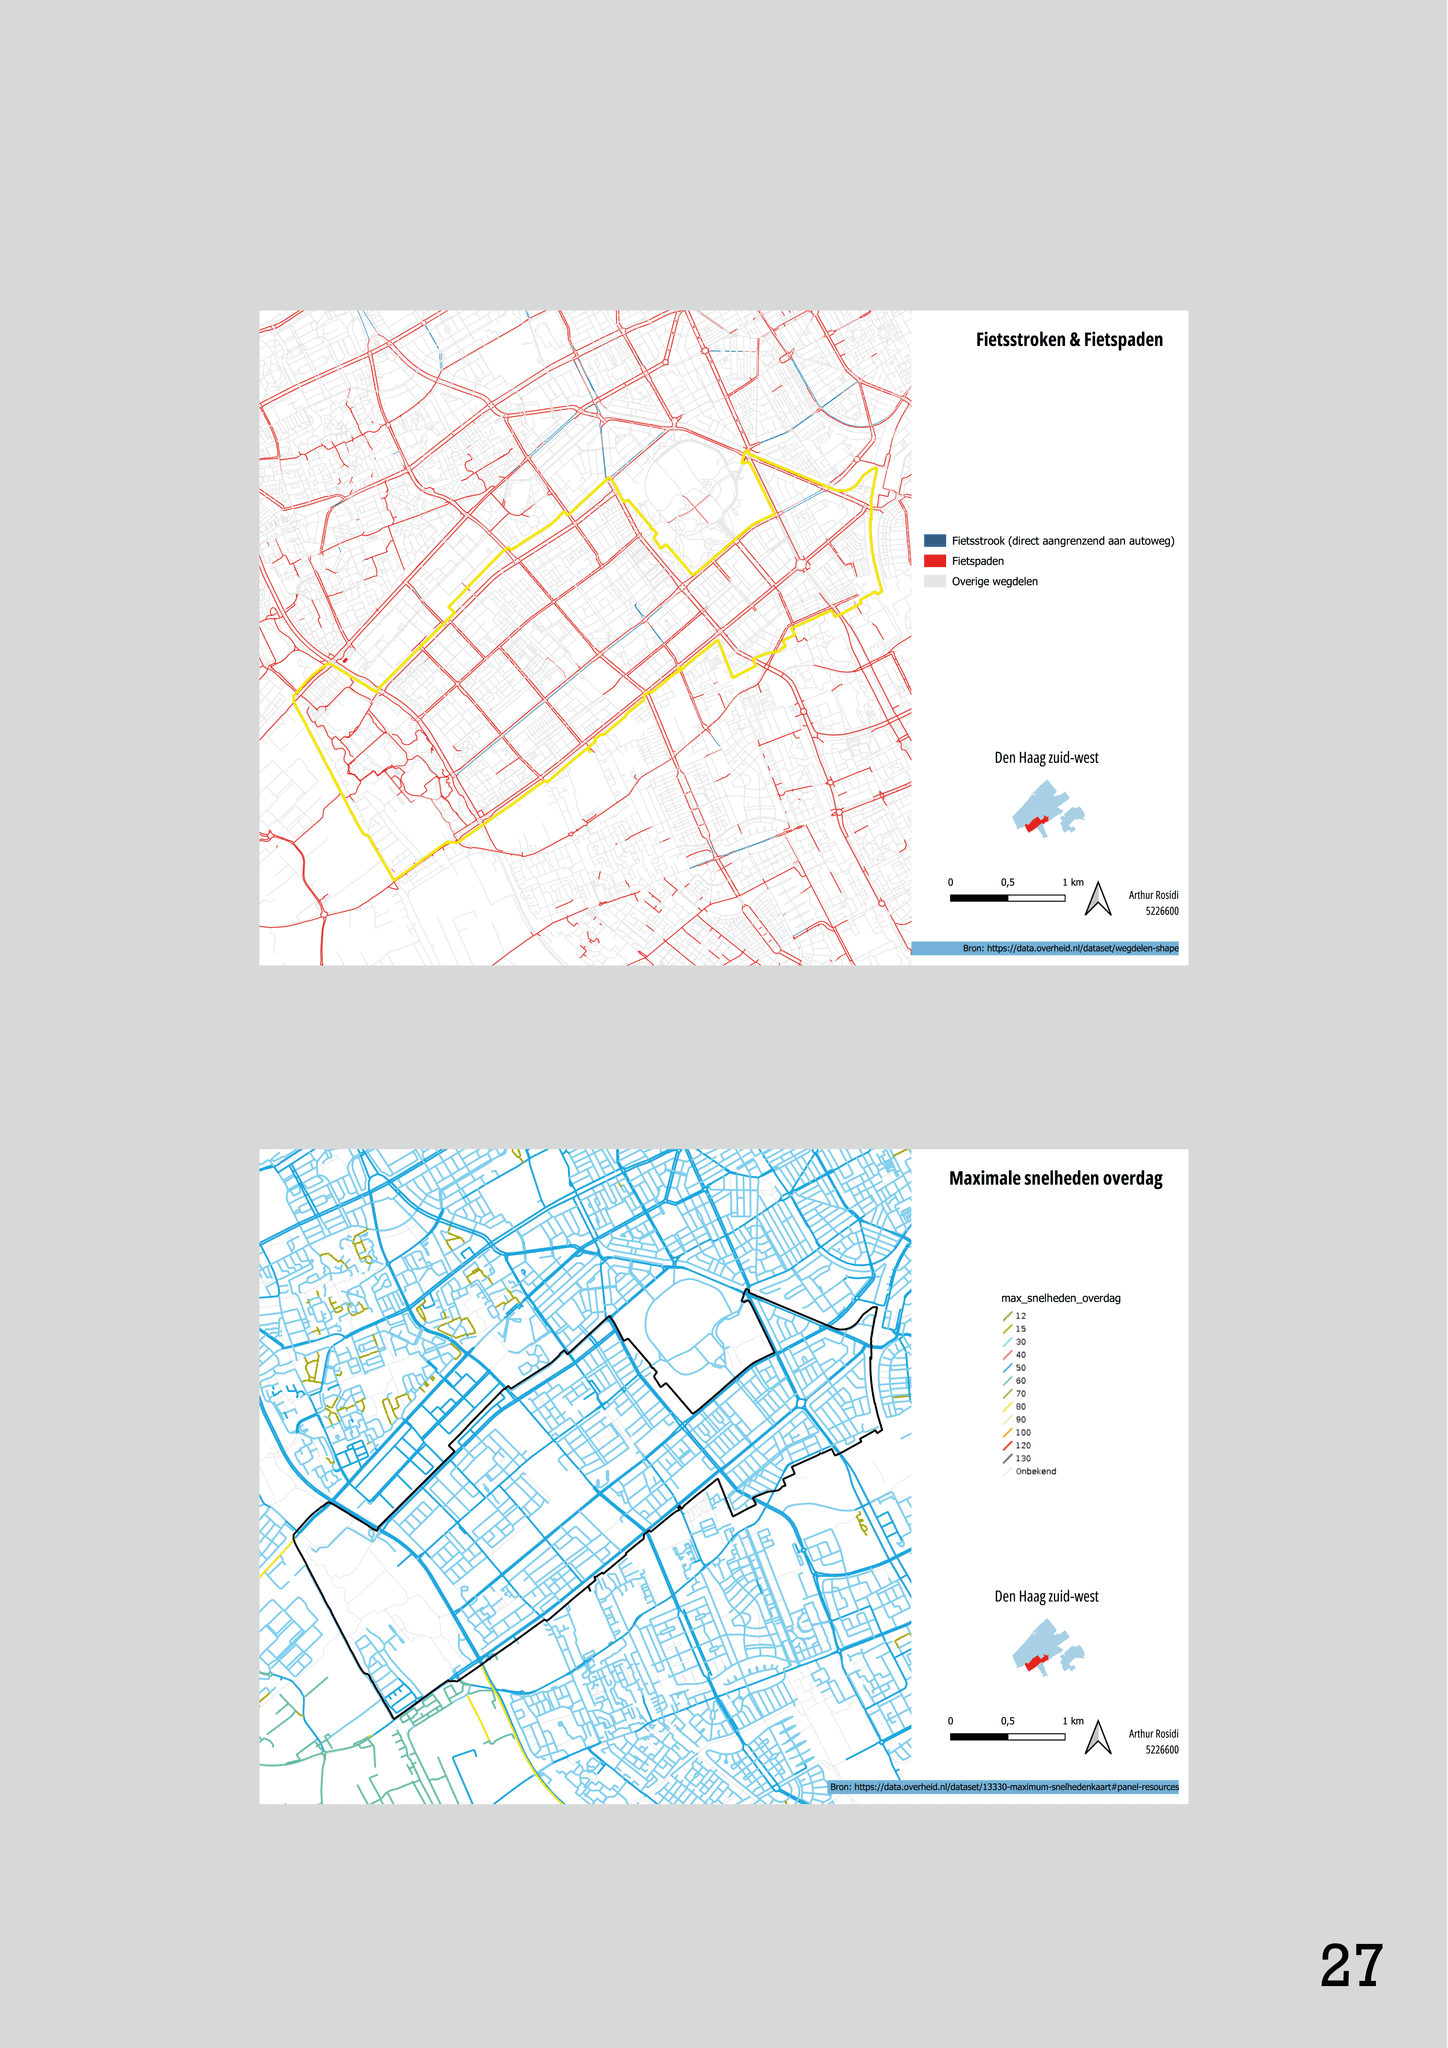 Fietsstroken & Fietspaden
Fietsstrook (direct aangrenzend aan autoweg)
Fietspaden
Overige wegdelen
Den Haag zuid-west
0 0,5 1 km
Arthur Rosidi
5226600
Bron: https://data.overheid.nl/dataset/wegdelen-shape
Maximale snelheden overdag
max_snelheden_overdag
12
15
30
40
50
60
70
80
90
100
120
130
Onbekend
Den Haag zuid-west
0 0,5 1 km
Arthur Rosidi
5226600
Bron: https://data.overheid.nl/dataset/13330-maximum-snelhedenkaart#panel-resources
27